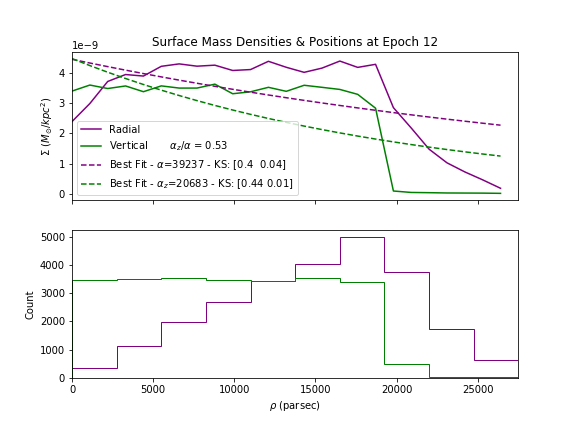 Surface Mass Densities & Positions at Epoch 12
1e−9
4
3
2
1
0
Σ (M⊙/kpc²)
Radial
Vertical α_z/α = 0.53
Best Fit - α=39237 - KS: [0.4 0.04]
Best Fit - α_z=20683 - KS: [0.44 0.01]
5000
4000
3000
2000
1000
0
Count
0 5000 10000 15000 20000 25000
ρ (parsec)